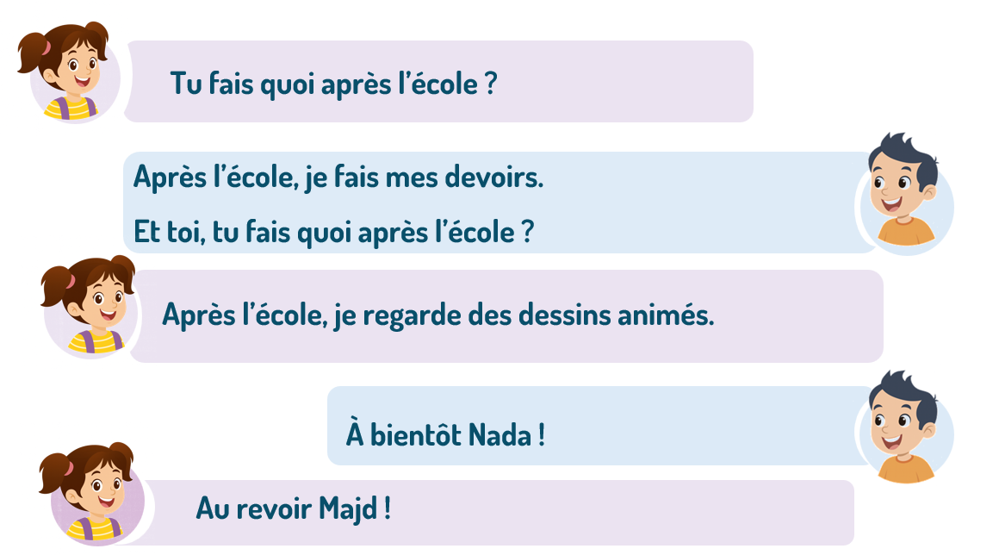 Tu fais quoi après l’école ?
Après l’école, je fais mes devoirs.
Et toi, tu fais quoi après l’école ?
Après l’école, je regarde des dessins animés.
À bientôt Nada !
Au revoir Majd !